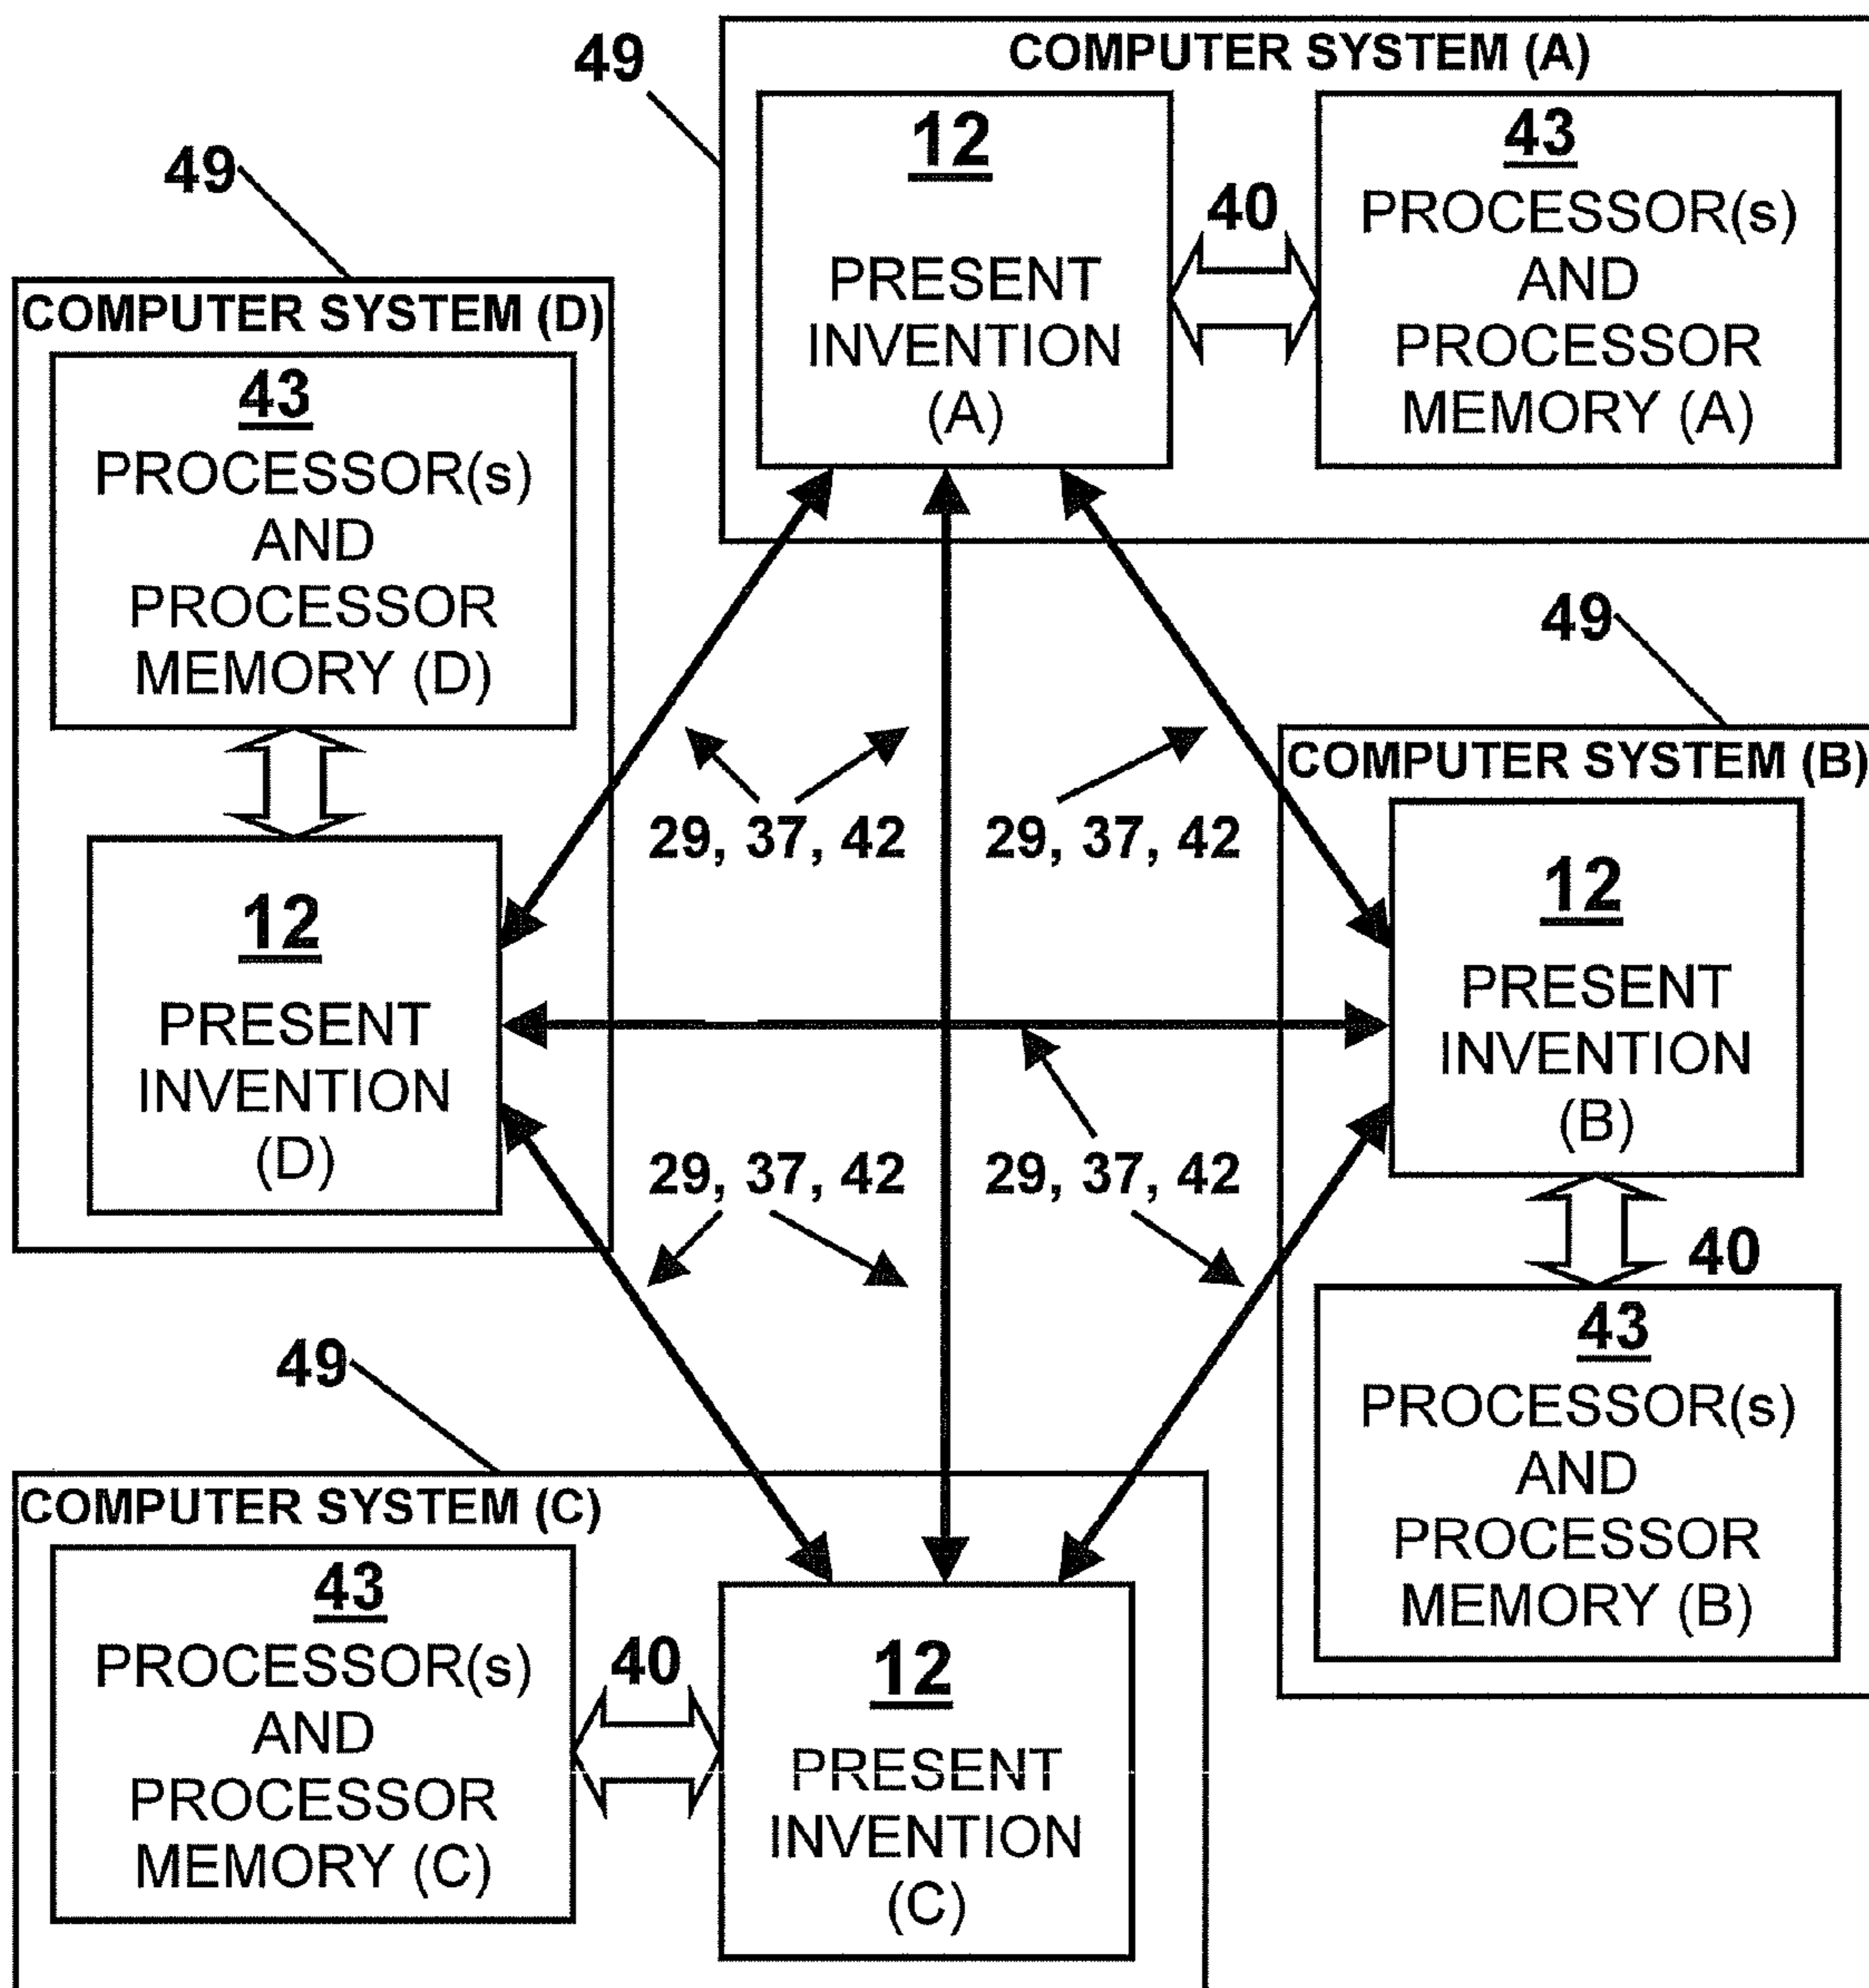 COMPUTER SYSTEM (A)
49
12
PRESENT
INVENTION
(A)
40
43
PROCESSOR(s)
AND
PROCESSOR
MEMORY (A)
49
COMPUTER SYSTEM (D)
43
PROCESSOR(s)
AND
PROCESSOR
MEMORY (D)
12
PRESENT
INVENTION
(D)
29, 37, 42
29, 37, 42
29, 37, 42
29, 37, 42
49
COMPUTER SYSTEM (B)
12
PRESENT
INVENTION
(B)
40
43
PROCESSOR(s)
AND
PROCESSOR
MEMORY (B)
49
COMPUTER SYSTEM (C)
43
PROCESSOR(s)
AND
PROCESSOR
MEMORY (C)
40
12
PRESENT
INVENTION
(C)